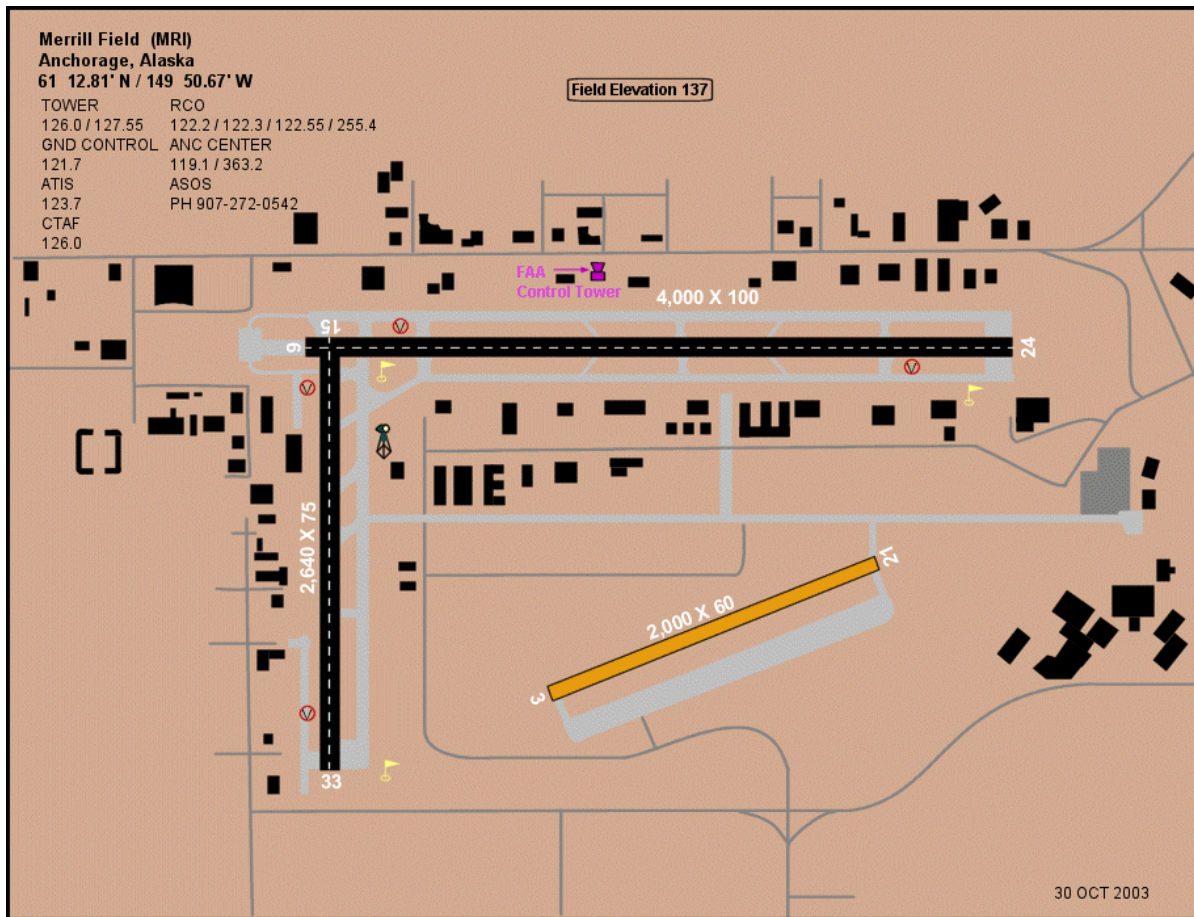 Merrill Field (MRI)
Anchorage, Alaska
61 12.81' N / 149 50.67' W
TOWER
126.0 / 127.55
GND CONTROL
121.7
ATIS
123.7
CTAF
126.0
RCO
122.2 / 122.3 / 122.55 / 255.4
ANC CENTER
119.1 / 363.2
ASOS
PH 907-272-0542
Field Elevation 137
FAA
Control Tower
4,000 X 100
15
6
24
V
V
V
2,640 X 75
2,000 X 60
21
3
V
33
30 OCT 2003